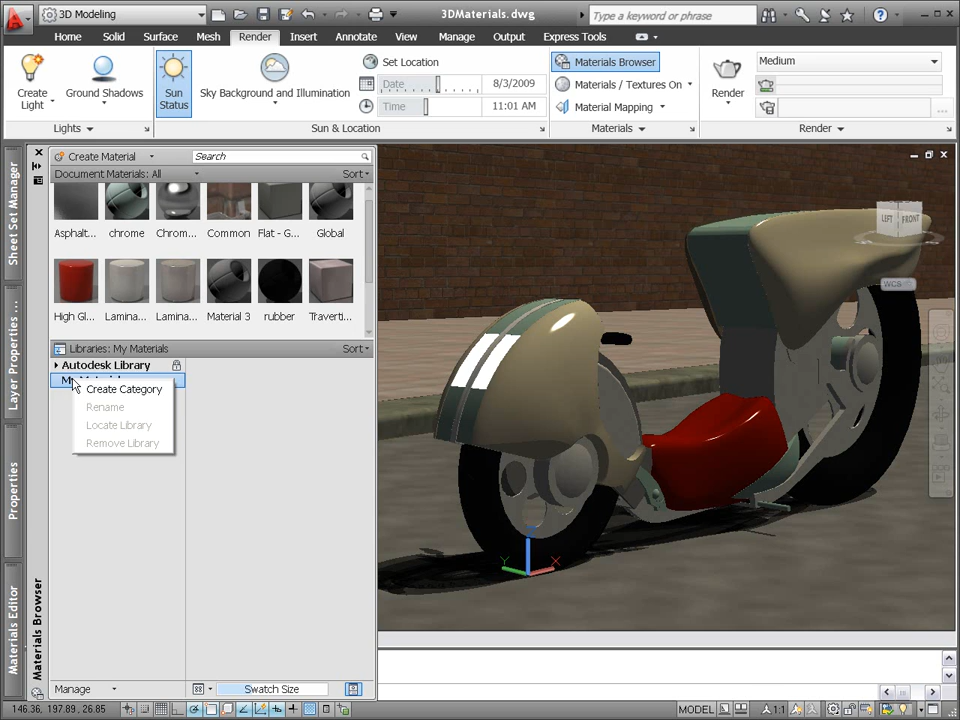 3D Modeling
3DMaterials.dwg
Type a keyword or phrase
Home Solid Surface Mesh Render Insert Annotate View Manage Output Express Tools
Create Light
Ground Shadows
Lights
Sun Status
Sky Background and Illumination
Set Location
Date 8/3/2009
Time 11:01 AM
Sun & Location
Materials Browser
Materials / Textures On
Material Mapping
Materials
Render
Medium
Render
Sheet Set Manager
Layer Properties ...
Properties
Materials Editor
Materials Browser
Create Material
Search
Document Materials: All
Sort
Asphalt... chrome Chrom... Common Flat - G... Global
High Gl... Lamina... Lamina... Material 3 rubber Traverti...
Libraries: My Materials
Sort
Autodesk Library
Create Category
Rename
Locate Library
Remove Library
Manage
Swatch Size
LEFT FRONT
WCS
Y X
146.36, 197.89, 26.85
MODEL
1:1